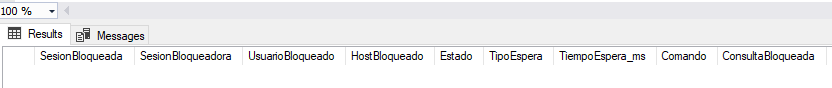 100 %
Results Messages
SesionBloqueada SesionBloqueadora UsuarioBloqueado HostBloqueado Estado TipoEspera TiempoEspera_ms Comando ConsultaBloqueada